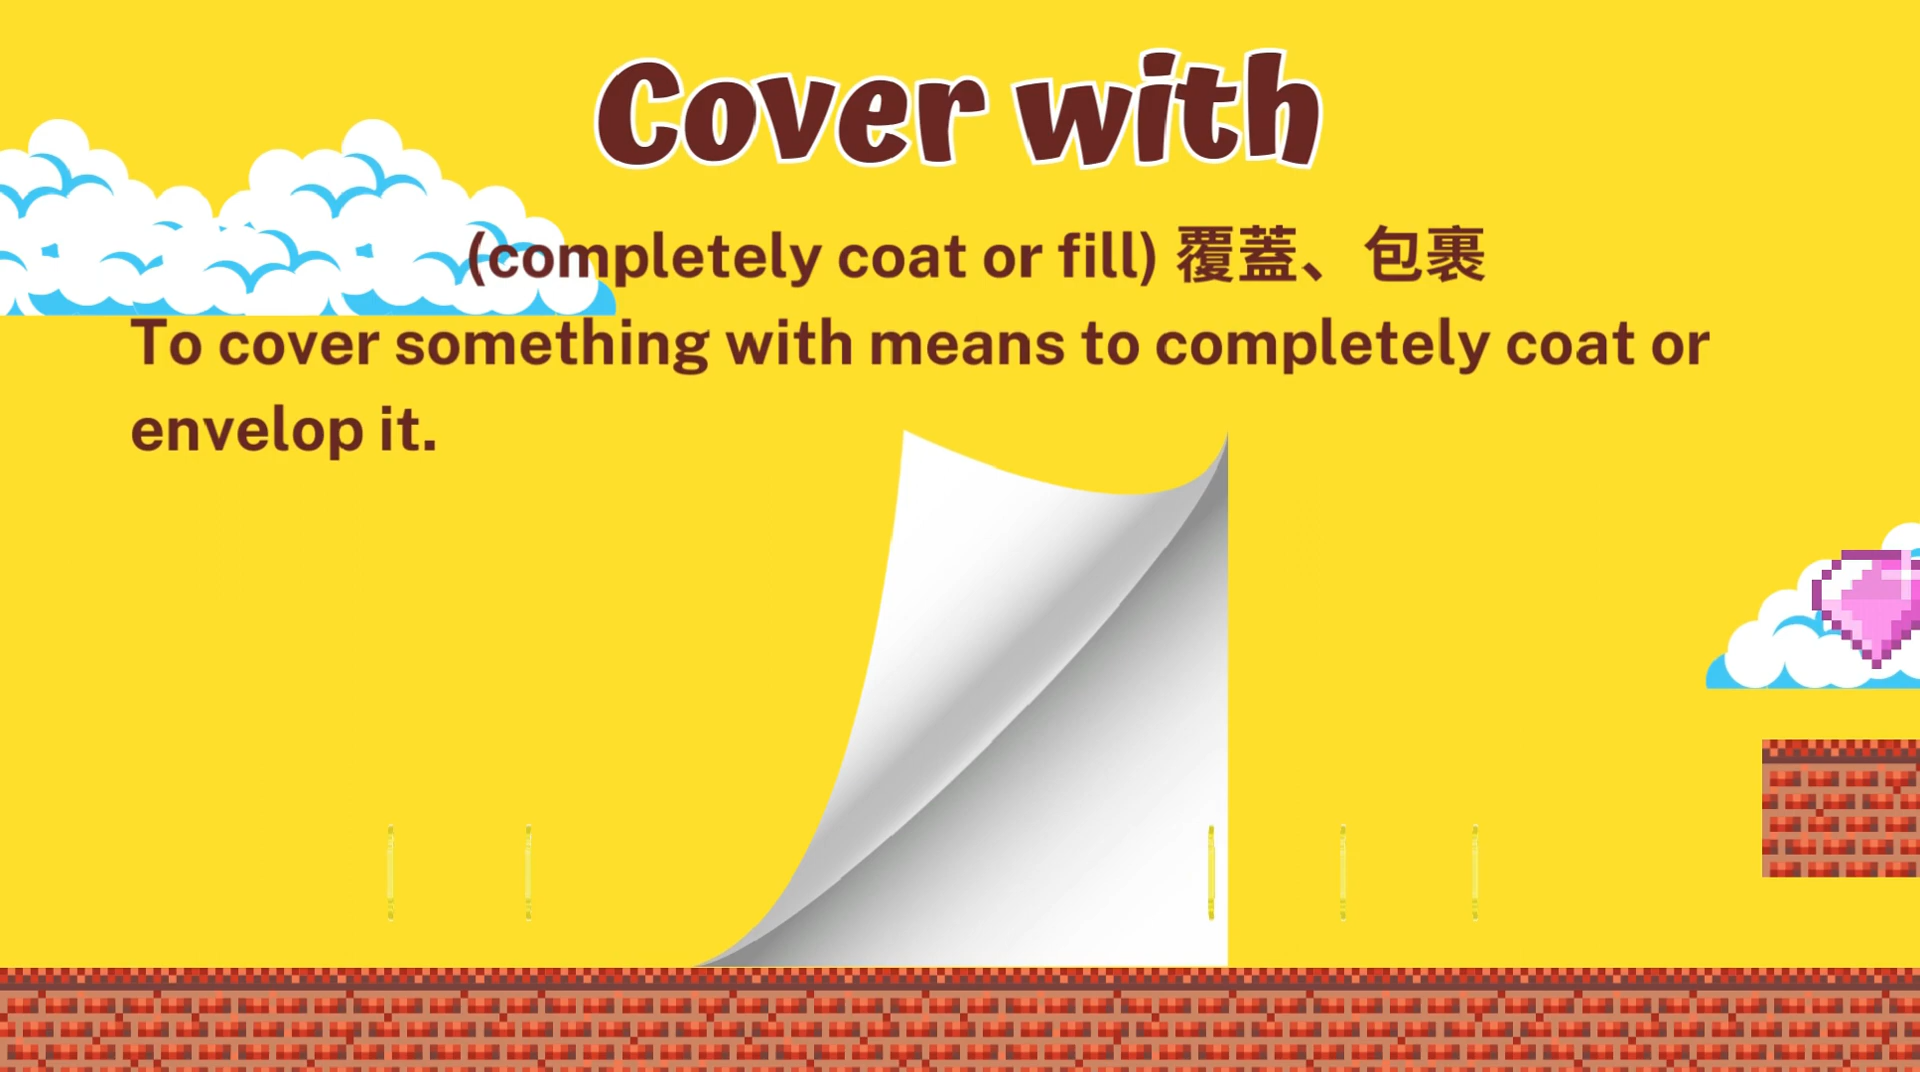 Cover with
(completely coat or fill) 覆蓋、包裹
To cover something with means to completely coat or
envelop it.